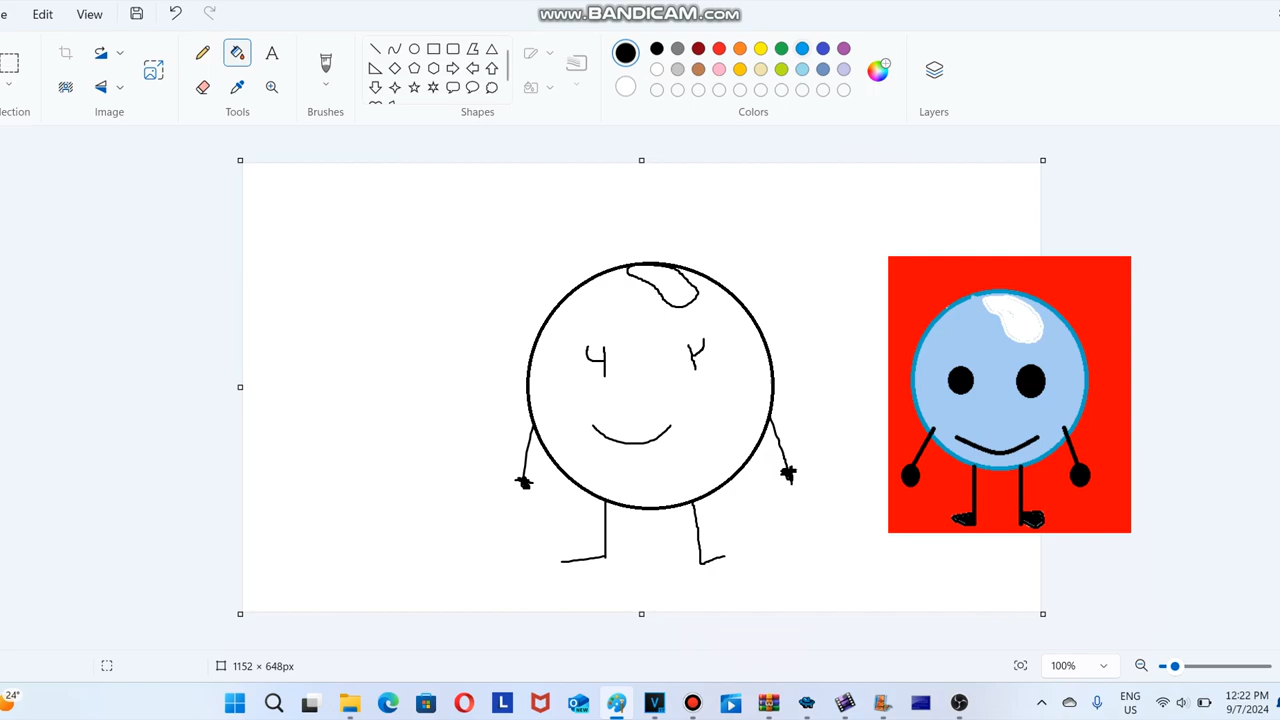 WWW.BANDICAM.COM
Edit View
A
Image Tools Brushes Shapes Colors Layers
1152 × 648px 100%
24°
ENG
US
12:22 PM
9/7/2024